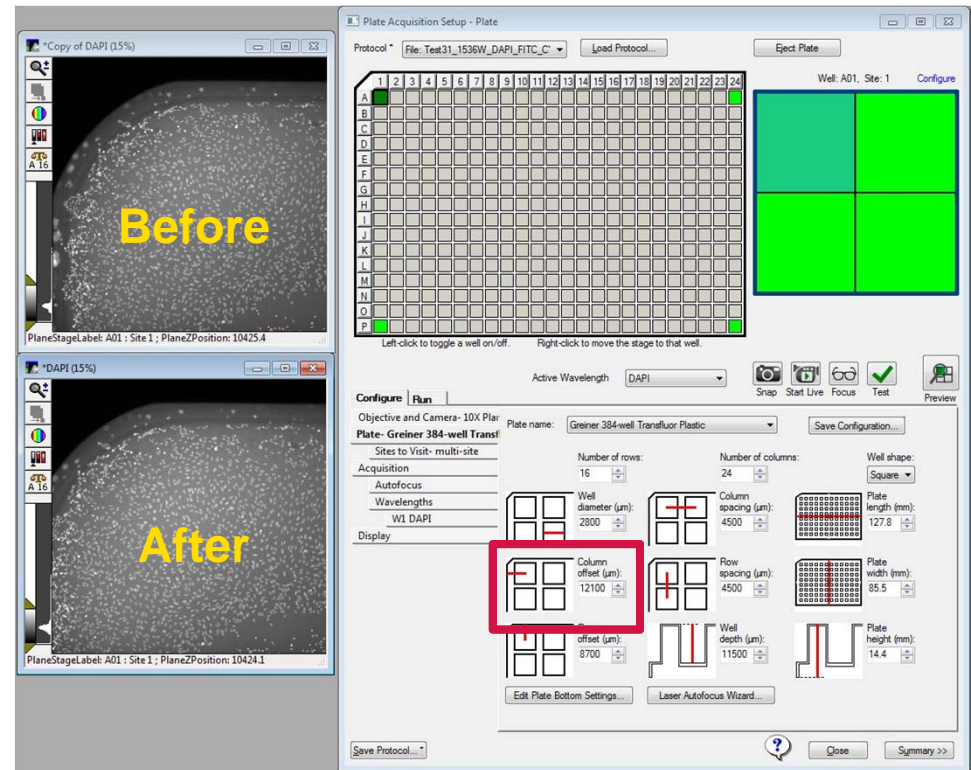 *Copy of DAPI (15%)
A 16
Before
PlaneStageLabel: A01 : Site 1 ; PlaneZPosition: 10425.4
*DAPI (15%)
A 16
After
PlaneStageLabel: A01 : Site 1 ; PlaneZPosition: 10424.1
Plate Acquisition Setup - Plate
Protocol * File: Test31_1536W_DAPI_FITC_C Load Protocol... Eject Plate
Well: A01, Site: 1 Configure
1 2 3 4 5 6 7 8 9 10 11 12 13 14 15 16 17 18 19 20 21 22 23 24
A
B
C
D
E
F
G
H
I
J
K
L
M
N
O
P
Left-click to toggle a well on/off. Right-click to move the stage to that well.
Active Wavelength DAPI
Snap Start Live Focus Test Preview
Configure Run
Objective and Camera- 10X Plan
Plate- Greiner 384-well Transfl
Sites to Visit- multi-site
Acquisition
Autofocus
Wavelengths
W1 DAPI
Display
Plate name: Greiner 384-well Transfluor Plastic Save Configuration...
Number of rows: Number of columns: Well shape:
16 24 Square
Well diameter (µm): Column spacing (µm): Plate length (mm):
2800 4500 127.8
Column offset (µm): Row spacing (µm): Plate width (mm):
12100 4500 85.5
offset (µm): Well depth (µm): Plate height (mm):
8700 11500 14.4
Edit Plate Bottom Settings... Laser Autofocus Wizard...
Save Protocol... * ? Close Summary >>